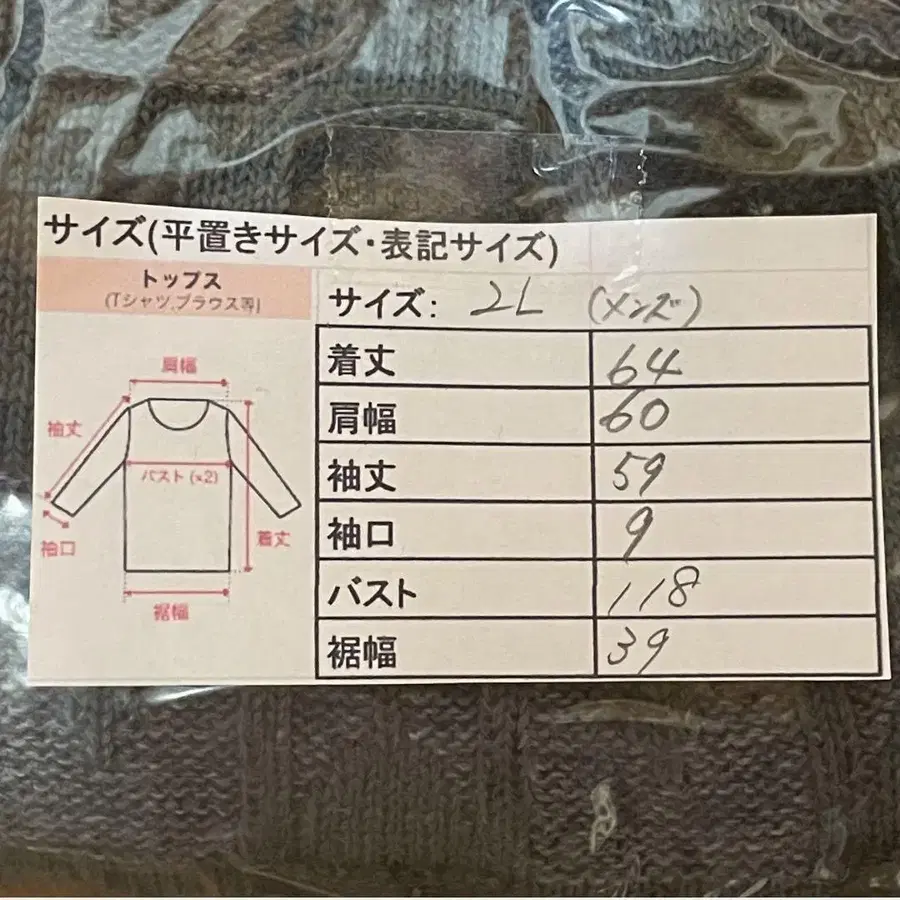 サイズ(平置きサイズ・表記サイズ)
トップス
(Tシャツ,ブラウス等)
サイズ: 2L (メンズ)
肩幅
袖丈
バスト(x2)
袖口
着丈
裾幅
着丈 64
肩幅 60
袖丈 59
袖口 9
バスト 118
裾幅 39